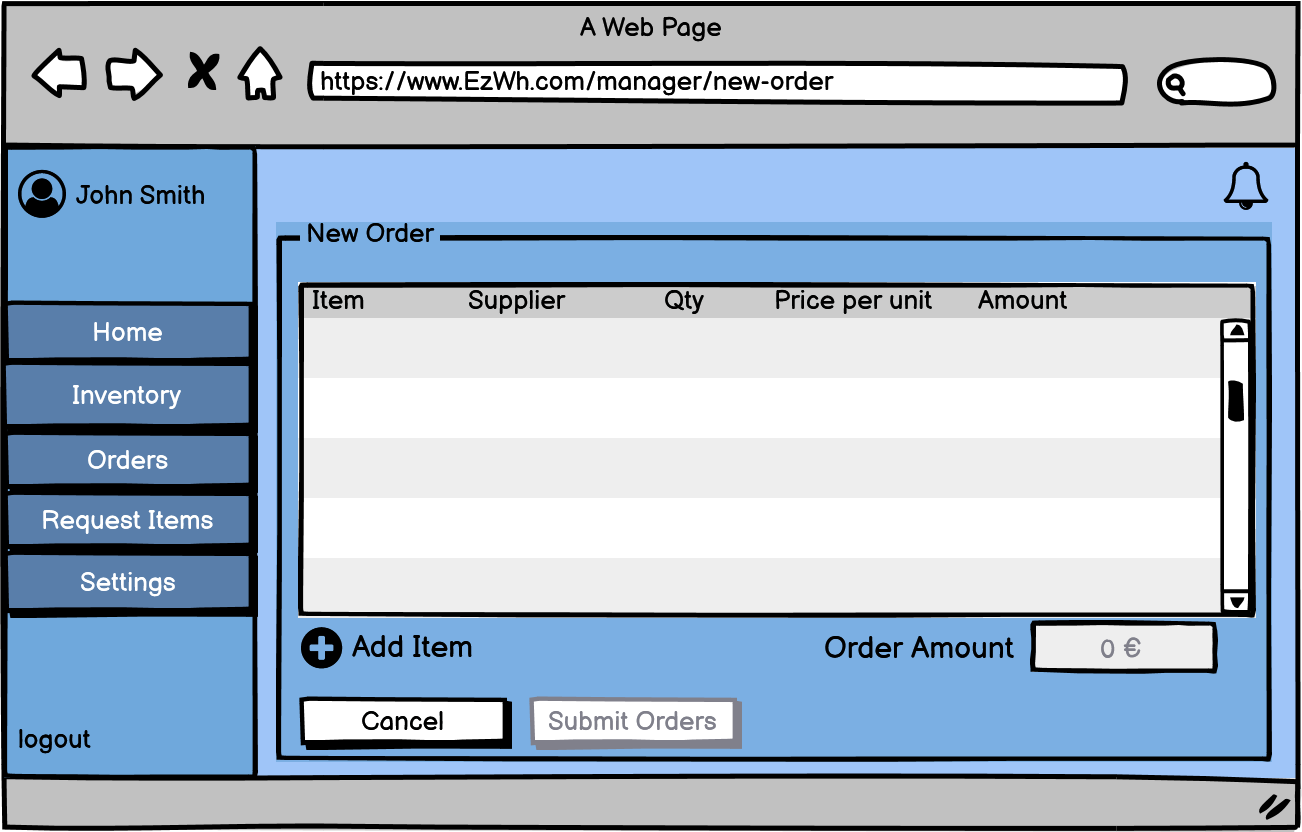 A Web Page
https://www.EzWh.com/manager/new-order
John Smith
Home
Inventory
Orders
Request Items
Settings
logout
New Order
Item Supplier Qty Price per unit Amount
Add Item
Order Amount 0 €
Cancel
Submit Orders